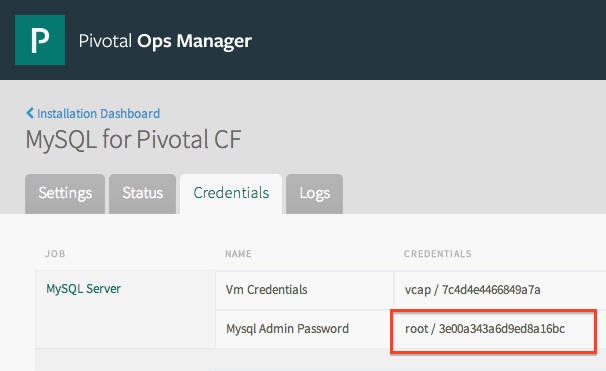 P Pivotal Ops Manager
Installation Dashboard
MySQL for Pivotal CF
Settings Status Credentials Logs
JOB NAME CREDENTIALS
MySQL Server Vm Credentials vcap / 7c4d4e4466849a7a
Mysql Admin Password root / 3e00a343a6d9ed8a16bc